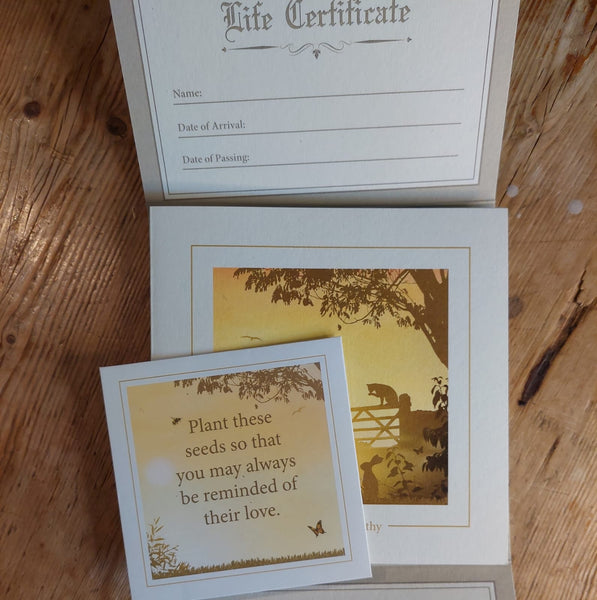 Life Certificate
Name:
Date of Arrival:
Date of Passing:
Plant these
seeds so that
you may always
be reminded of
their love.
thy